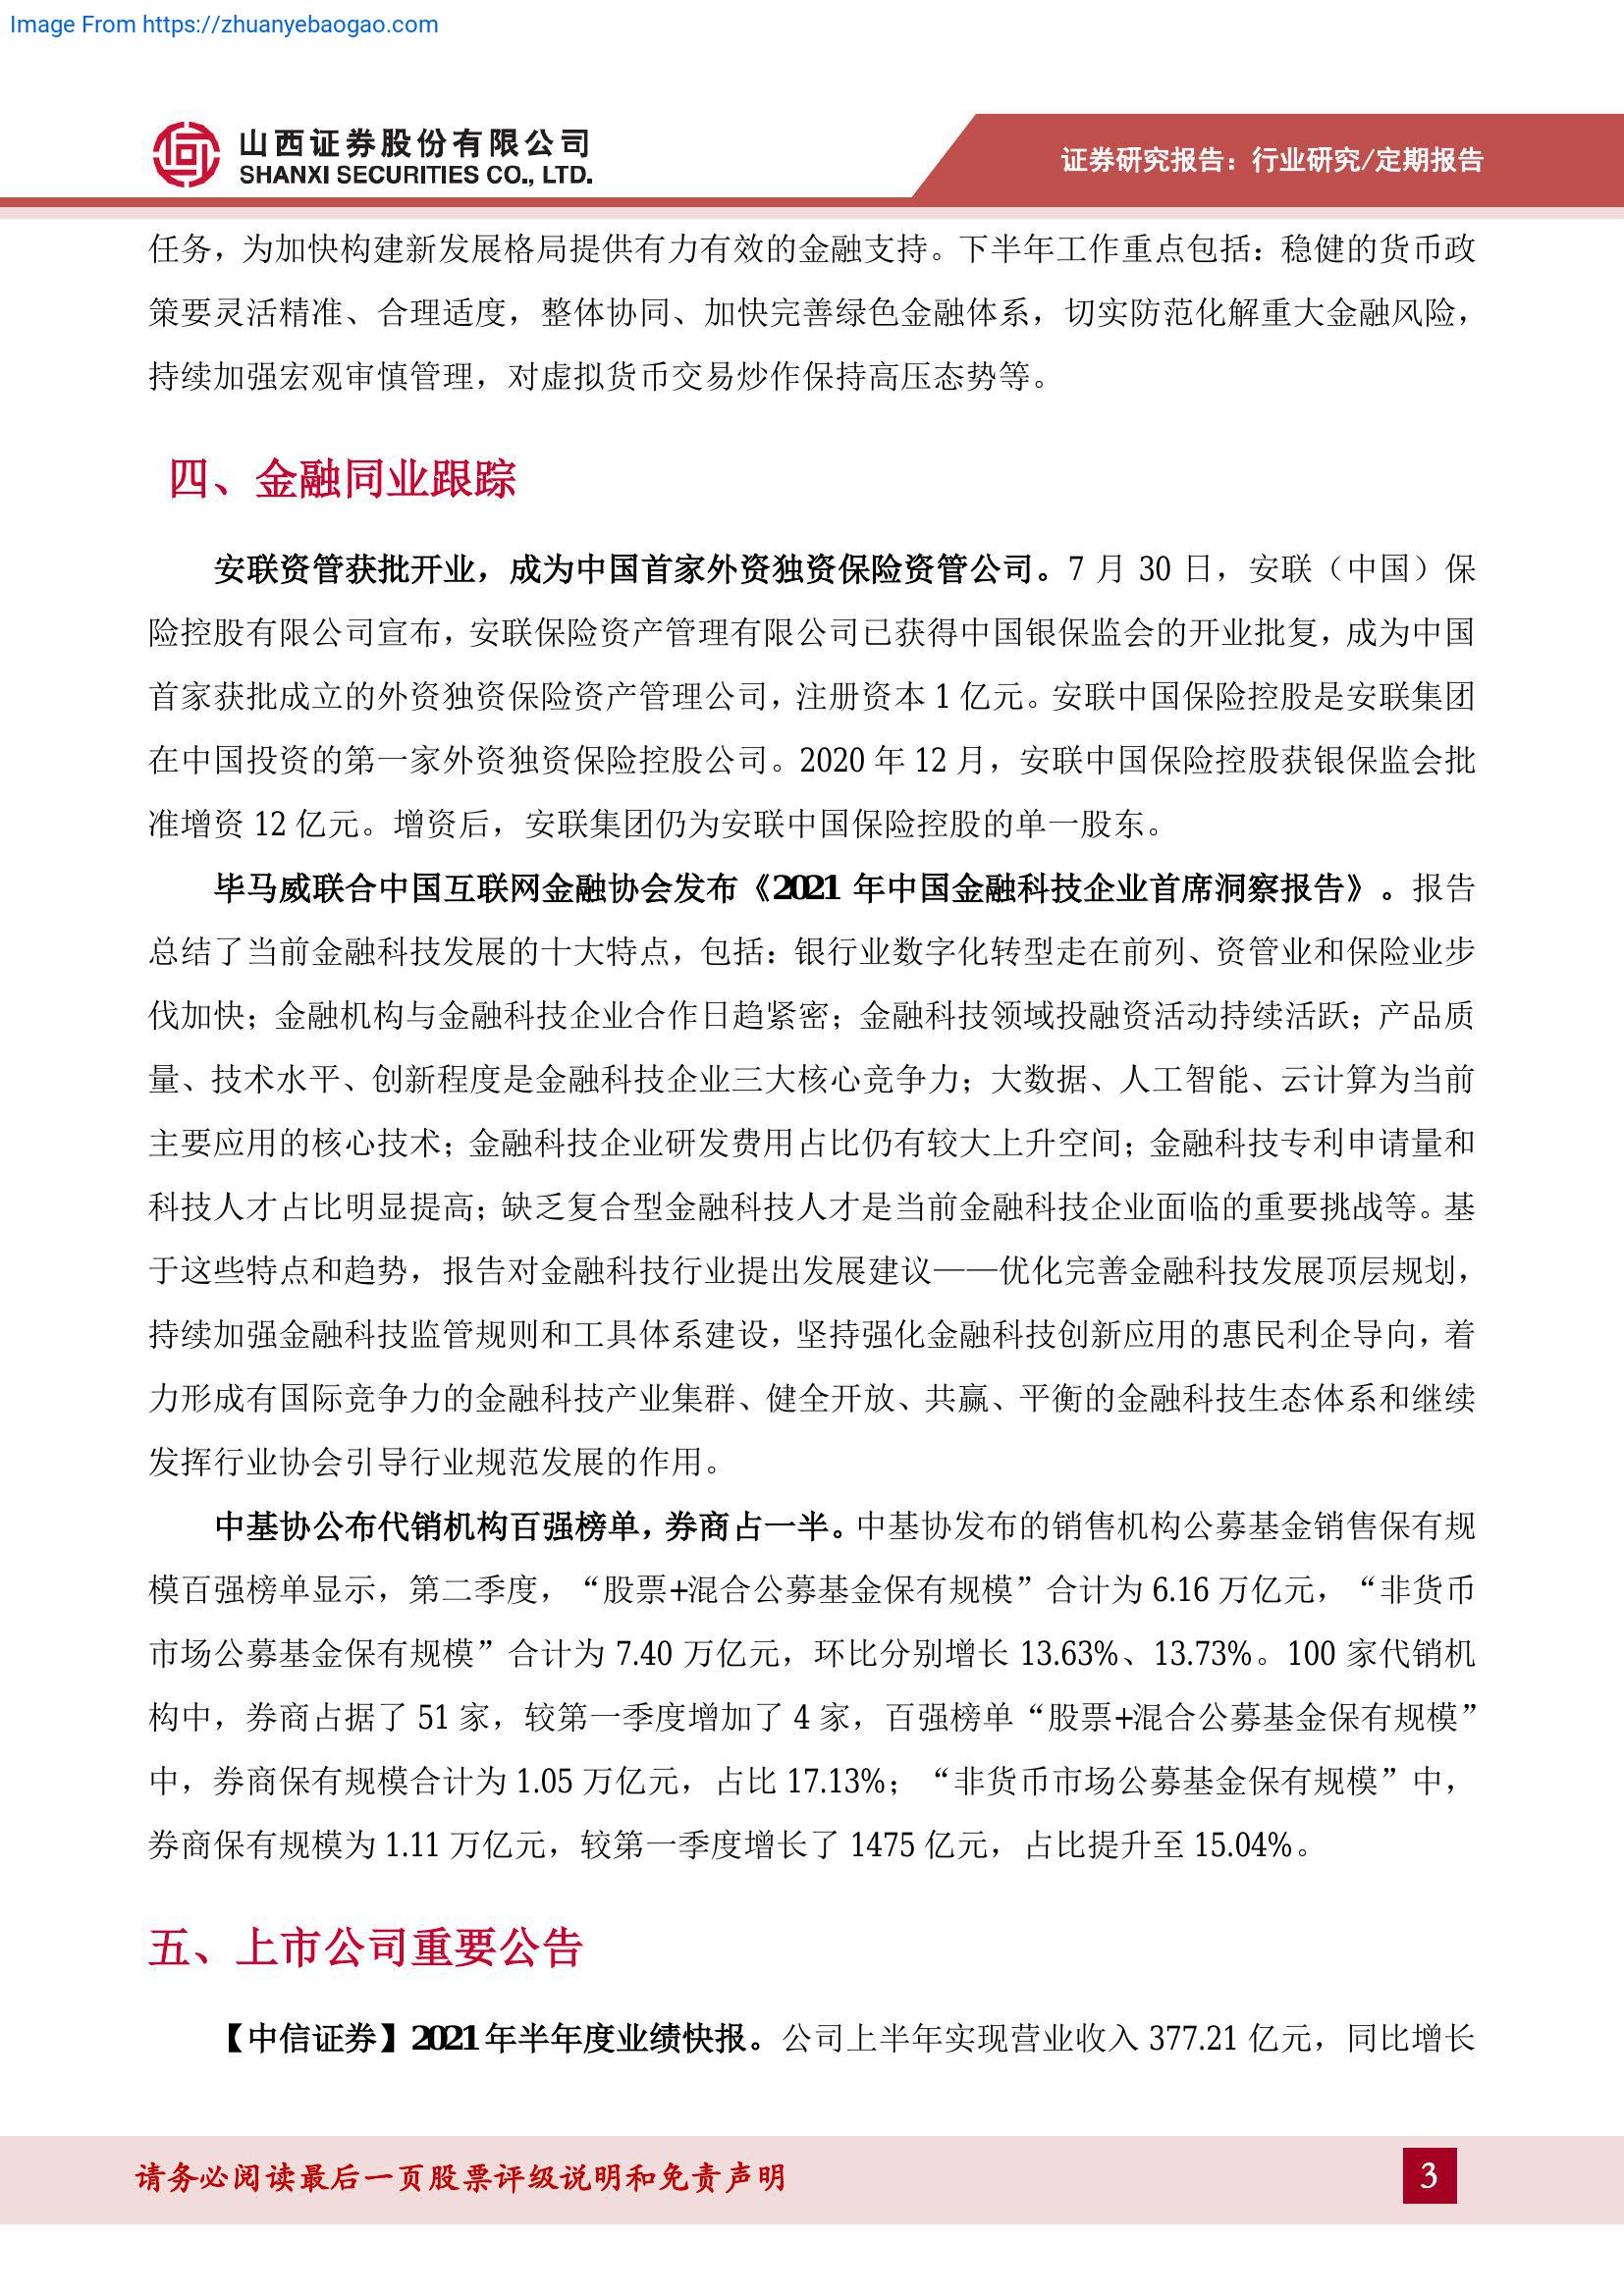 Image From https://zhuanyebaogao.com
山西证券股份有限公司
SHANXI SECURITIES CO., LTD.
证券研究报告：行业研究/定期报告
任务，为加快构建新发展格局提供有力有效的金融支持。下半年工作重点包括：稳健的货币政
策要灵活精准、合理适度，整体协同、加快完善绿色金融体系，切实防范化解重大金融风险，
持续加强宏观审慎管理，对虚拟货币交易炒作保持高压态势等。
四、金融同业跟踪
安联资管获批开业，成为中国首家外资独资保险资管公司。7 月 30 日，安联（中国）保
险控股有限公司宣布，安联保险资产管理有限公司已获得中国银保监会的开业批复，成为中国
首家获批成立的外资独资保险资产管理公司，注册资本 1 亿元。安联中国保险控股是安联集团
在中国投资的第一家外资独资保险控股公司。2020 年 12 月，安联中国保险控股获银保监会批
准增资 12 亿元。增资后，安联集团仍为安联中国保险控股的单一股东。
毕马威联合中国互联网金融协会发布《2021 年中国金融科技企业首席洞察报告》。报告
总结了当前金融科技发展的十大特点，包括：银行业数字化转型走在前列、资管业和保险业步
伐加快；金融机构与金融科技企业合作日趋紧密；金融科技领域投融资活动持续活跃；产品质
量、技术水平、创新程度是金融科技企业三大核心竞争力；大数据、人工智能、云计算为当前
主要应用的核心技术；金融科技企业研发费用占比仍有较大上升空间；金融科技专利申请量和
科技人才占比明显提高；缺乏复合型金融科技人才是当前金融科技企业面临的重要挑战等。基
于这些特点和趋势，报告对金融科技行业提出发展建议——优化完善金融科技发展顶层规划，
持续加强金融科技监管规则和工具体系建设，坚持强化金融科技创新应用的惠民利企导向，着
力形成有国际竞争力的金融科技产业集群、健全开放、共赢、平衡的金融科技生态体系和继续
发挥行业协会引导行业规范发展的作用。
中基协公布代销机构百强榜单，券商占一半。中基协发布的销售机构公募基金销售保有规
模百强榜单显示，第二季度，“股票+混合公募基金保有规模”合计为 6.16 万亿元，“非货币
市场公募基金保有规模”合计为 7.40 万亿元，环比分别增长 13.63%、13.73%。100 家代销机
构中，券商占据了 51 家，较第一季度增加了 4 家，百强榜单“股票+混合公募基金保有规模”
中，券商保有规模合计为 1.05 万亿元，占比 17.13%；“非货币市场公募基金保有规模”中，
券商保有规模为 1.11 万亿元，较第一季度增长了 1475 亿元，占比提升至 15.04%。
五、上市公司重要公告
【中信证券】2021 年半年度业绩快报。公司上半年实现营业收入 377.21 亿元，同比增长
请务必阅读最后一页股票评级说明和免责声明
3